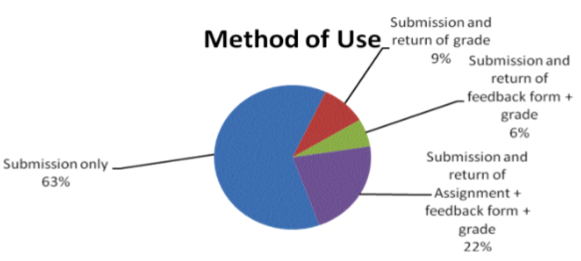 Method of Use
Submission and
return of grade
9%
Submission and
return of
feedback form +
grade
6%
Submission and
return of
Assignment +
feedback form +
grade
22%
Submission only
63%